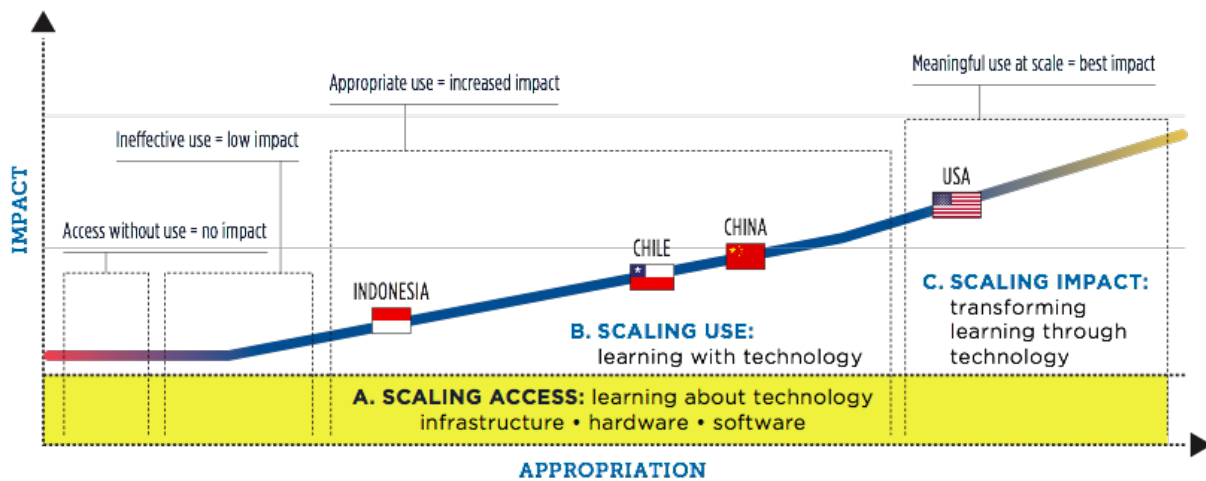 Meaningful use at scale = best impact
Appropriate use = increased impact
Ineffective use = low impact
Access without use = no impact
IMPACT
USA
CHINA
CHILE
INDONESIA
B. SCALING USE:
learning with technology
C. SCALING IMPACT:
transforming
learning through
technology
A. SCALING ACCESS: learning about technology
infrastructure • hardware • software
APPROPRIATION